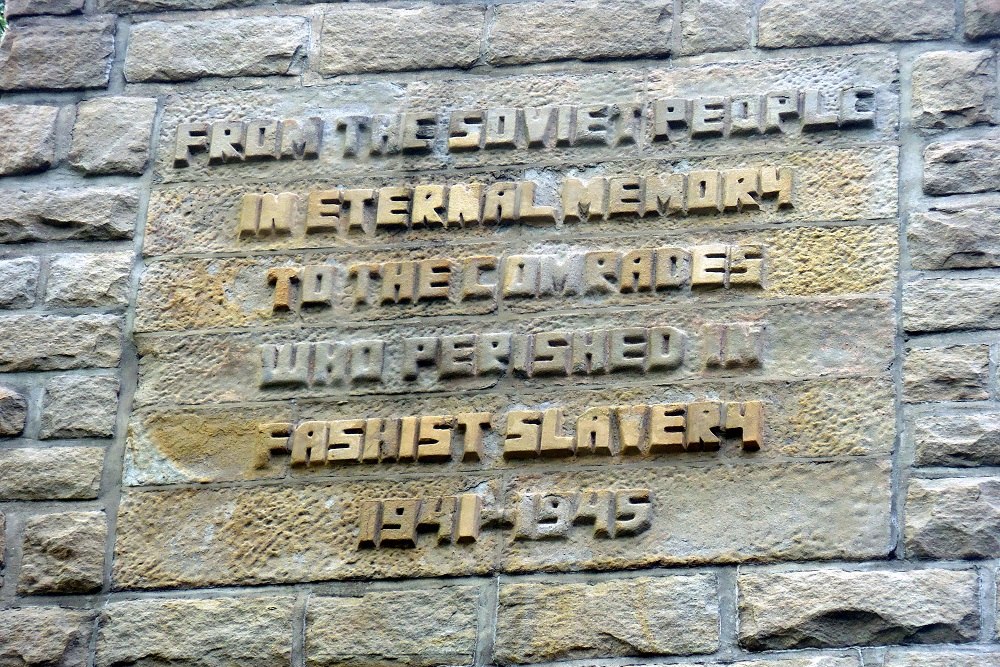 FROM THE SOVIET PEOPLE
IN ETERNAL MEMORY
TO THE COMRADES
WHO PERISHED IN
FASHIST SLAVERY
1941-1945